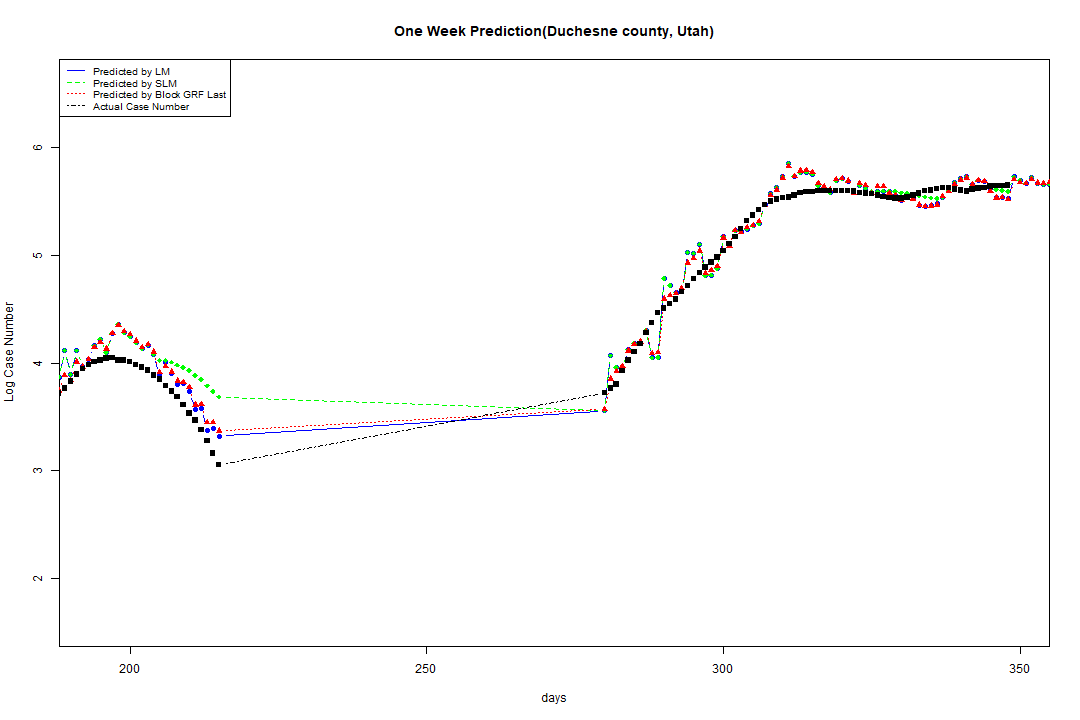 One Week Prediction(Duchesne county, Utah)
Predicted by LM
Predicted by SLM
Predicted by Block GRF Last
Actual Case Number
6
5
4
3
2
Log Case Number
200
250
300
350
days